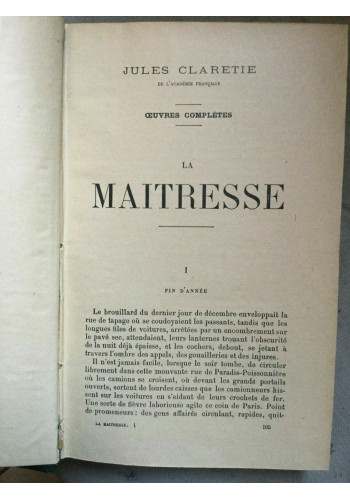 JULES CLARETIE
DE L'ACADÉMIE FRANÇAISE
ŒUVRES COMPLÈTES
LA
MAITRESSE
I
FIN D'ANNÉE
Le brouillard du dernier jour de décembre enveloppait la
rue de tapage où se coudoyaient les passants, tandis que les
longues files de voitures, arrêtées par un encombrement sur
le pavé sec, attendaient, leurs lanternes trouant l'obscurité
de la nuit déjà épaisse, et les cochers, debout, se jetant à
travers l'ombre des appels, des gouailleries et des injures.
Il n'est jamais facile, lorsque le soir tombe, de circuler
librement dans cette mouvante rue de Paradis-Poissonnière
où les camions se croisent, où devant les grands portails
ouverts, sortent de lourdes caisses que les camionneurs his-
sent sur les voitures en s'aidant de leurs crochets de fer.
Une sorte de fièvre laborieuse agite ce coin de Paris. Point
de promeneurs : des gens affairés circulant, rapides, quit-
LA MAITRESSE. 1
105